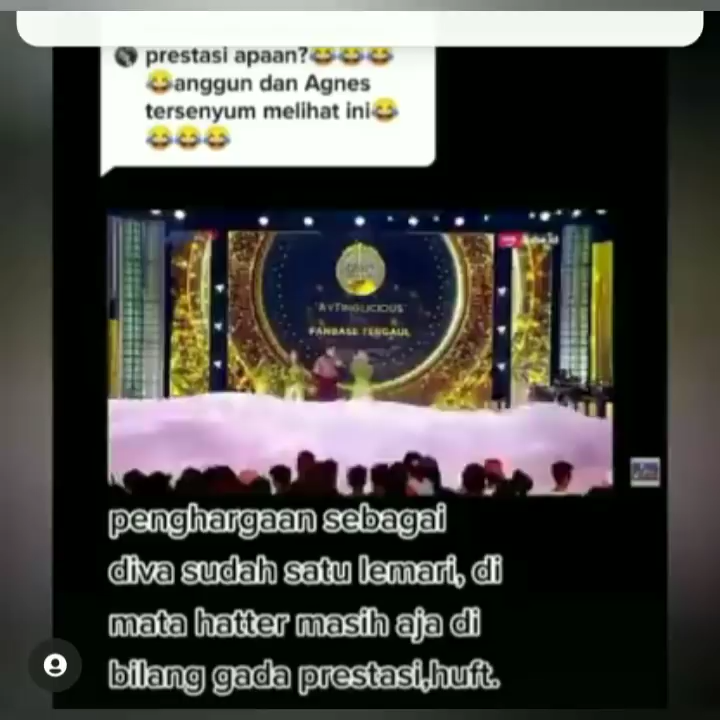 prestasi apaan?😂😂😂
😂anggun dan Agnes
tersenyum melihat ini😂
😂😂😂
AYTINGLICIOUS
FANBASE TERGAUL
penghargaan sebagai
diva sudah satu lemari, di
mata hatter masih aja di
bilang gada prestasi,huft.